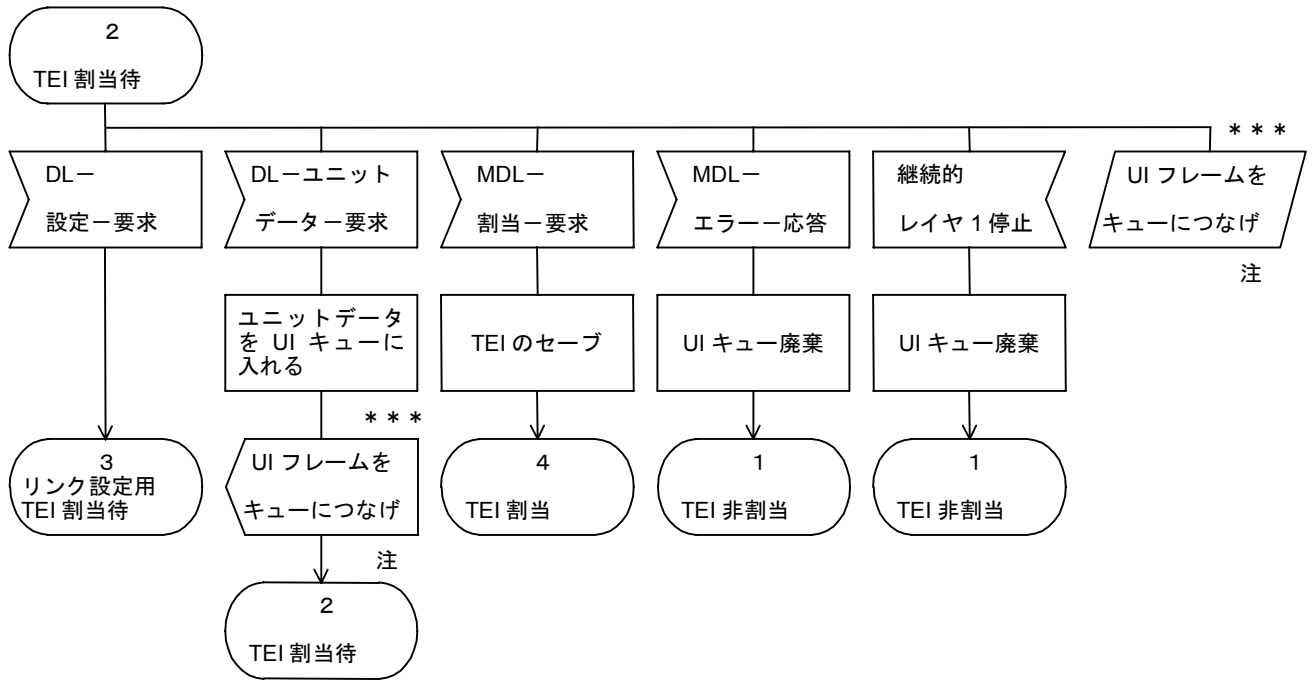 2
TEI 割当待
DL－
設定－要求
DL－ユニット
データ－要求
MDL－
割当－要求
MDL－
エラー－応答
継続的
レイヤ 1 停止
＊＊＊
UI フレームを
キューにつなげ
注
ユニットデータ
を UI キューに
入れる
TEI のセーブ
UI キュー廃棄
UI キュー廃棄
3
リンク設定用
TEI 割当待
＊＊＊
UI フレームを
キューにつなげ
注
4
TEI 割当
1
TEI 非割当
1
TEI 非割当
2
TEI 割当待